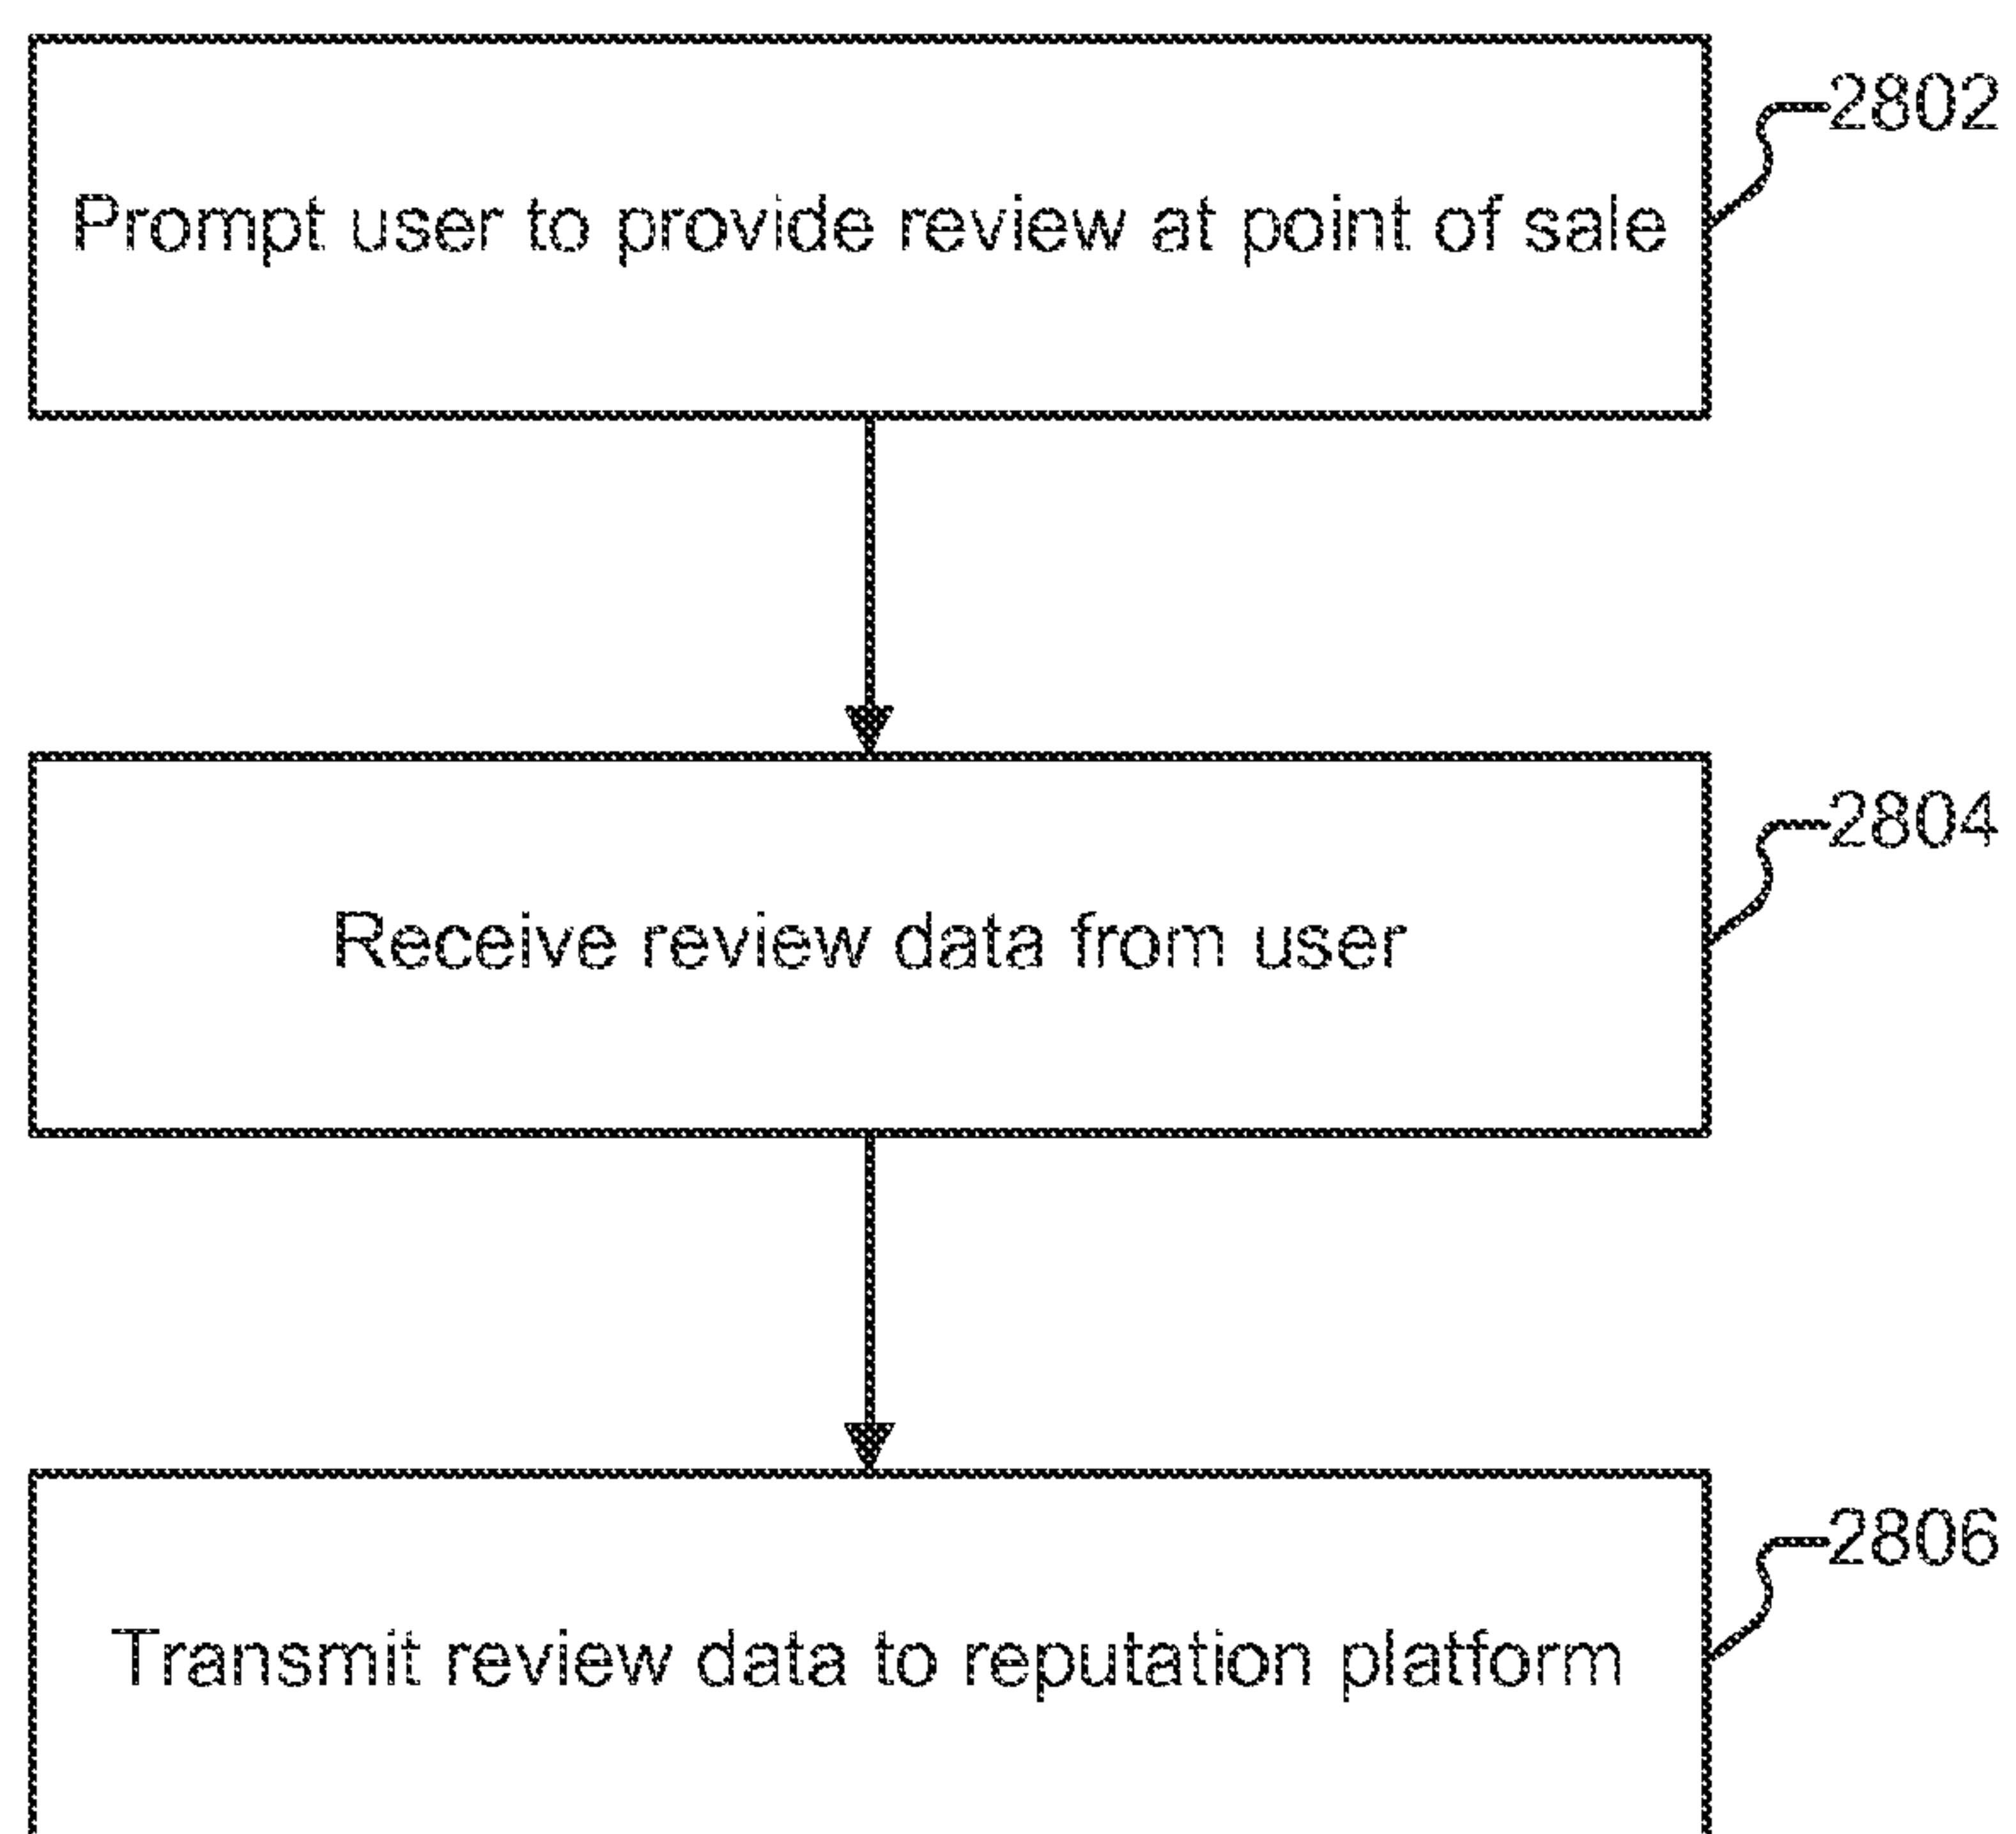 2802
Prompt user to provide review at point of sale
2804
Receive review data from user
2806
Transmit review data to reputation platform